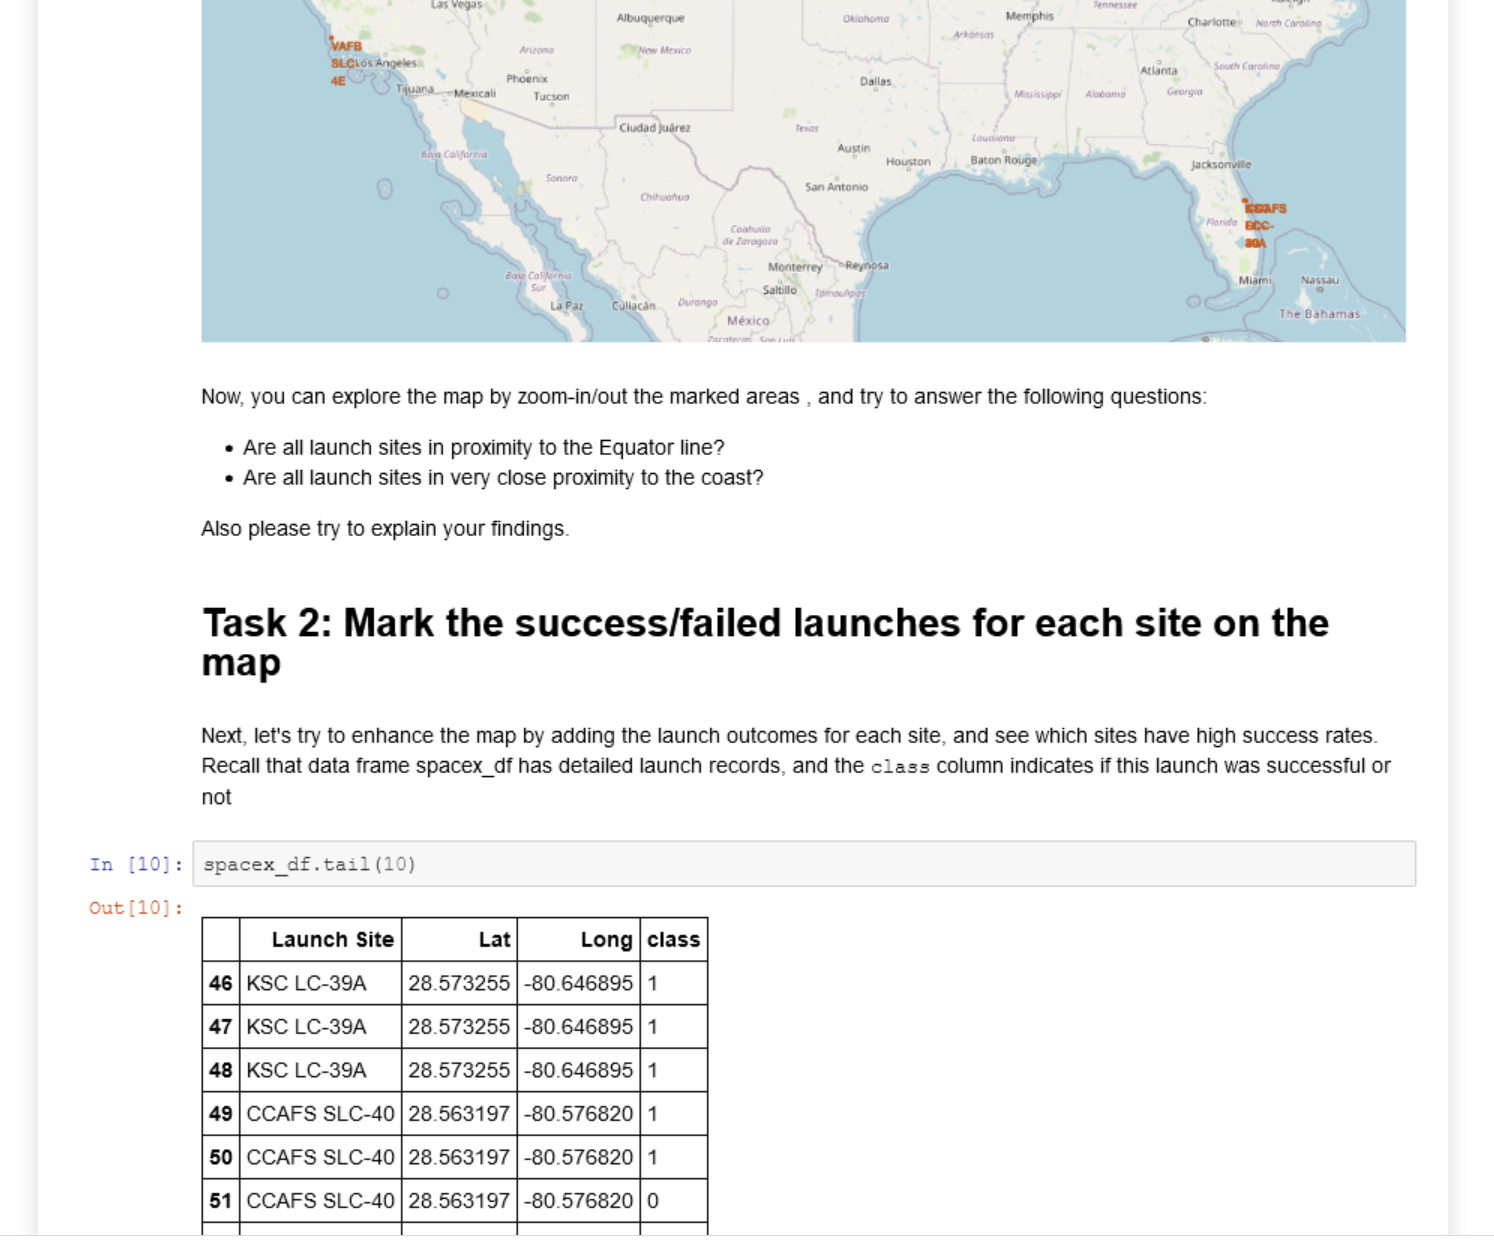 Las Vegas
Albuquerque
Oklahoma
Memphis
Tennessee
Charlotte
North Carolina
Arkansas
VAFB
SLC
4E
Los Angeles
Arizona
New Mexico
Phoenix
Tucson
Tijuana
Mexicali
Dallas
Atlanta
South Carolina
Mississippi
Alabama
Georgia
Ciudad Juárez
Texas
Louisiana
Austin
Houston
Baton Rouge
Jacksonville
Baja California
Sonora
Chihuahua
San Antonio
Florida
Coahuila
de Zaragoza
Monterrey
Reynosa
Baja California
Sur
La Paz
Culiacán
Durango
Saltillo
Tamaulipas
México
Miami
Nassau
The Bahamas
Now, you can explore the map by zoom-in/out the marked areas , and try to answer the following questions:
• Are all launch sites in proximity to the Equator line?
• Are all launch sites in very close proximity to the coast?
Also please try to explain your findings.
Task 2: Mark the success/failed launches for each site on the
map
Next, let's try to enhance the map by adding the launch outcomes for each site, and see which sites have high success rates.
Recall that data frame spacex_df has detailed launch records, and the class column indicates if this launch was successful or
not
In [10]: spacex_df.tail(10)
Out[10]:
Launch Site Lat Long class
46 KSC LC-39A 28.573255 -80.646895 1
47 KSC LC-39A 28.573255 -80.646895 1
48 KSC LC-39A 28.573255 -80.646895 1
49 CCAFS SLC-40 28.563197 -80.576820 1
50 CCAFS SLC-40 28.563197 -80.576820 1
51 CCAFS SLC-40 28.563197 -80.576820 0